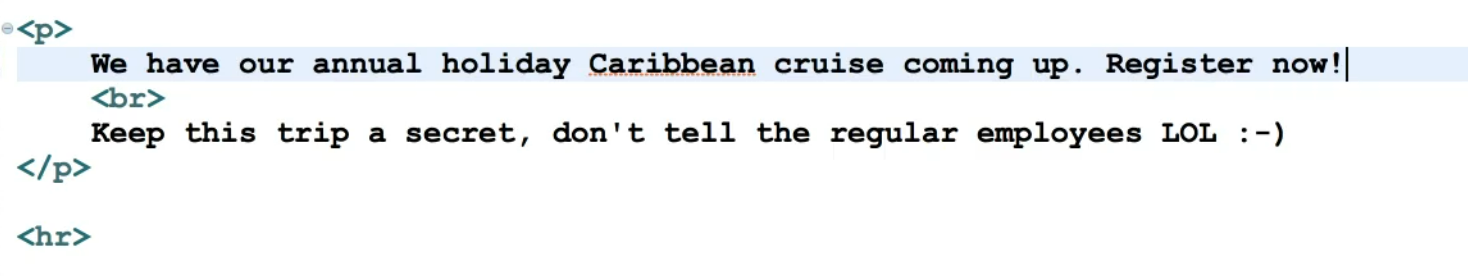 <p>
We have our annual holiday Caribbean cruise coming up. Register now!
<br>
Keep this trip a secret, don't tell the regular employees LOL :-)
</p>
<hr>